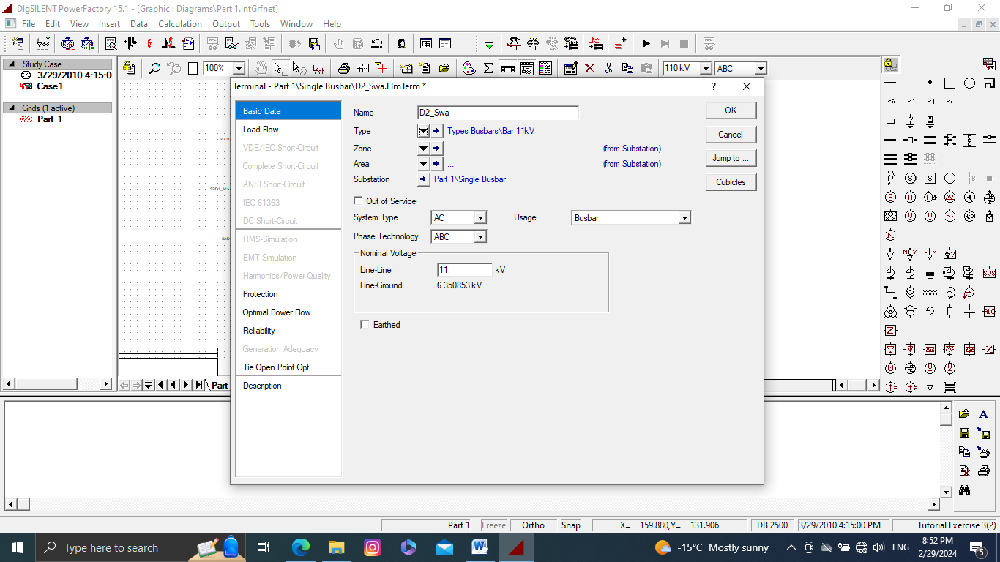 DIgSILENT PowerFactory 15.1 - [Graphic : Diagrams\Part 1.IntGrfnet]
File Edit View Insert Data Calculation Output Tools Window Help
Study Case
3/29/2010 4:15:0
Case1
Grids (1 active)
Part 1
100%
110 kV
ABC
Terminal - Part 1\Single Busbar\D2_Swa.ElmTerm *
?
Basic Data
Load Flow
VDE/IEC Short-Circuit
Complete Short-Circuit
ANSI Short-Circuit
IEC 61363
DC Short-Circuit
RMS-Simulation
EMT-Simulation
Harmonics/Power Quality
Protection
Optimal Power Flow
Reliability
Generation Adequacy
Tie Open Point Opt.
Description
Name D2_Swa
Type Types Busbars\Bar 11kV
Zone ... (from Substation)
Area ... (from Substation)
Substation Part 1\Single Busbar
Out of Service
System Type AC Usage Busbar
Phase Technology ABC
Nominal Voltage
Line-Line 11. kV
Line-Ground 6.350853 kV
Earthed
OK
Cancel
Jump to ...
Cubicles
Part
SVS
RLC
Part 1 Freeze Ortho Snap X= 159.880,Y= 131.906 DB 2500 3/29/2010 4:15:00 PM Tutorial Exercise 3(2)
Type here to search
-15°C Mostly sunny
ENG
8:52 PM
2/29/2024
5